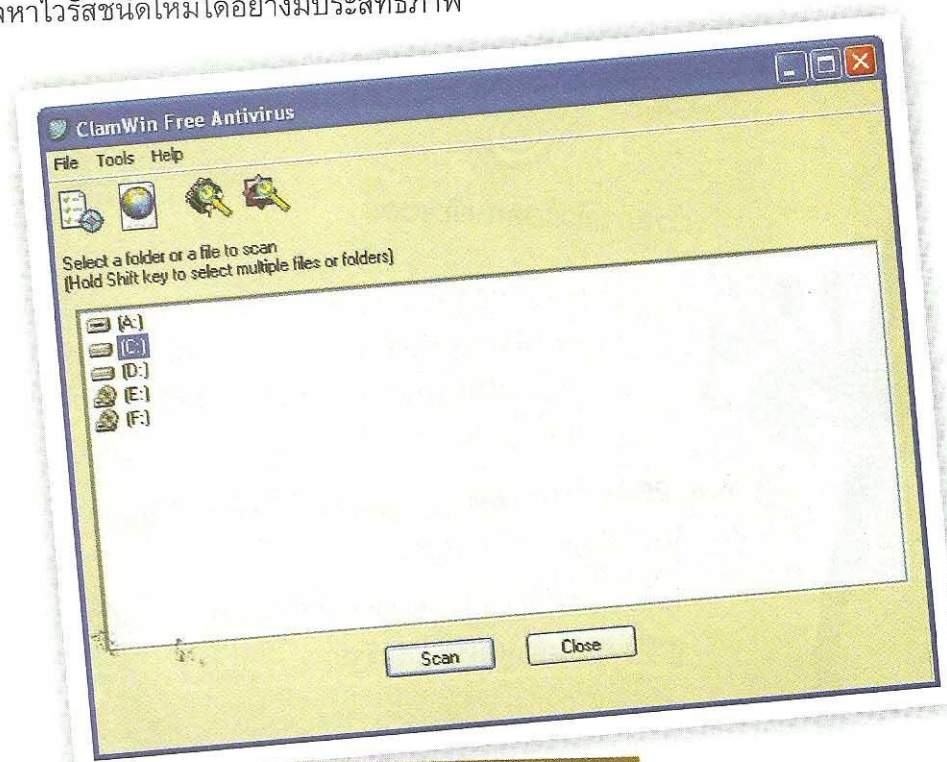 หาไวรัสชนิดใหม่ได้อย่างมีประสิทธิภาพ
ClamWin Free Antivirus
File Tools Help
Select a folder or a file to scan
(Hold Shift key to select multiple files or folders)
(A:)
(C:)
(D:)
(E:)
(F:)
Scan
Close